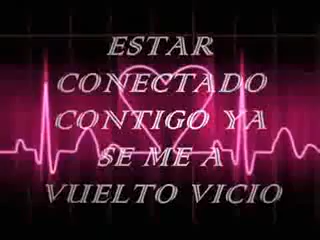 ESTAR
CONECTADO
CONTIGO YA
SE ME A
VUELTO VICIO